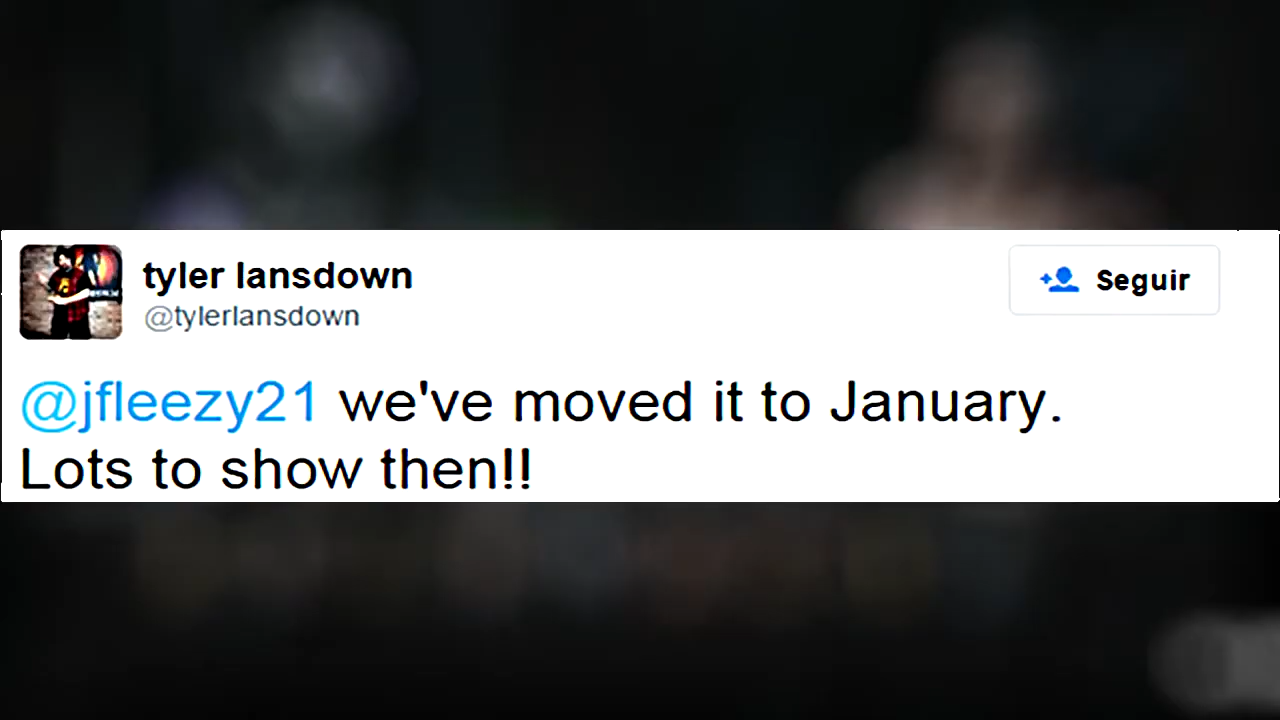 tyler lansdown
@tylerlansdown
Seguir
@jfleezy21 we've moved it to January.
Lots to show then!!